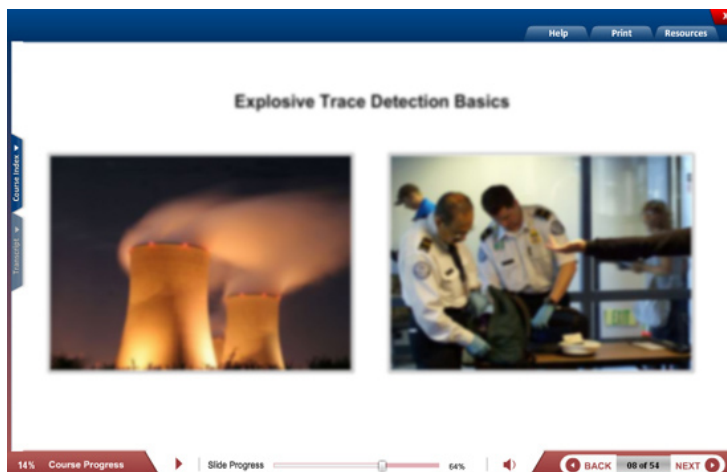 X
Help Print Resources
Explosive Trace Detection Basics
Course Index
Transcript
14% Course Progress
Slide Progress
64%
BACK 08 of 54 NEXT